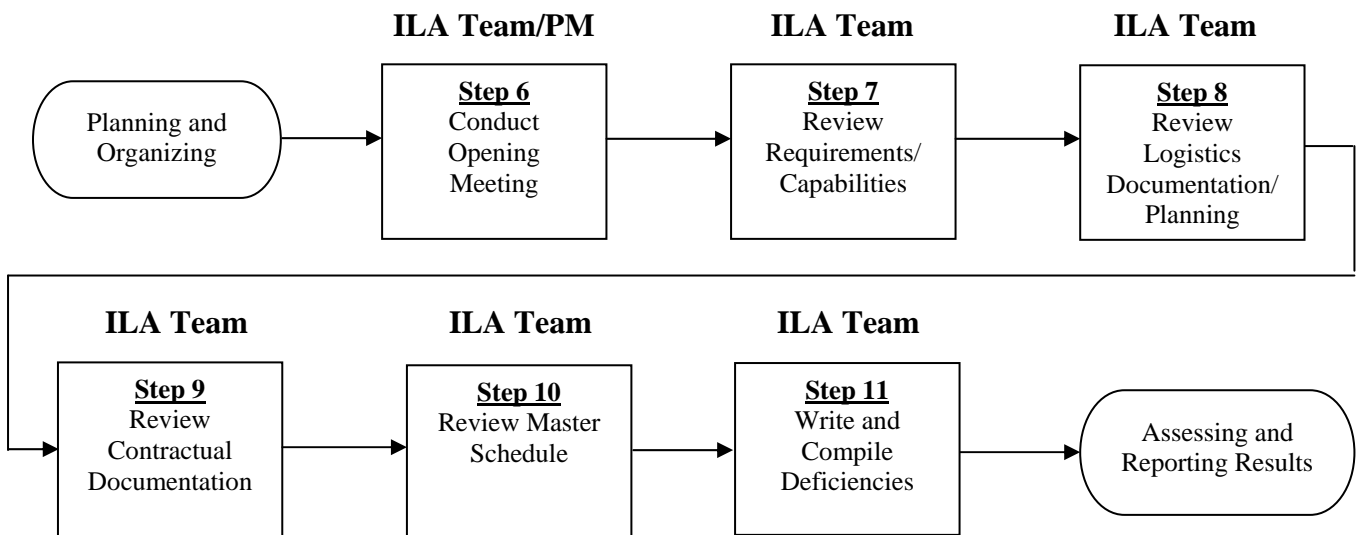 ILA Team/PM
ILA Team
ILA Team
Planning and
Organizing
Step 6
Conduct
Opening
Meeting
Step 7
Review
Requirements/
Capabilities
Step 8
Review
Logistics
Documentation/
Planning
ILA Team
ILA Team
ILA Team
Step 9
Review
Contractual
Documentation
Step 10
Review Master
Schedule
Step 11
Write and
Compile
Deficiencies
Assessing and
Reporting Results